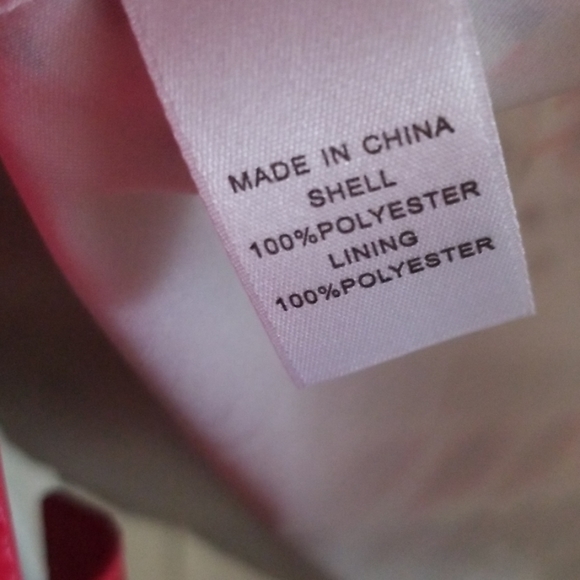 MADE IN CHINA
SHELL
100%POLYESTER
LINING
100%POLYESTER